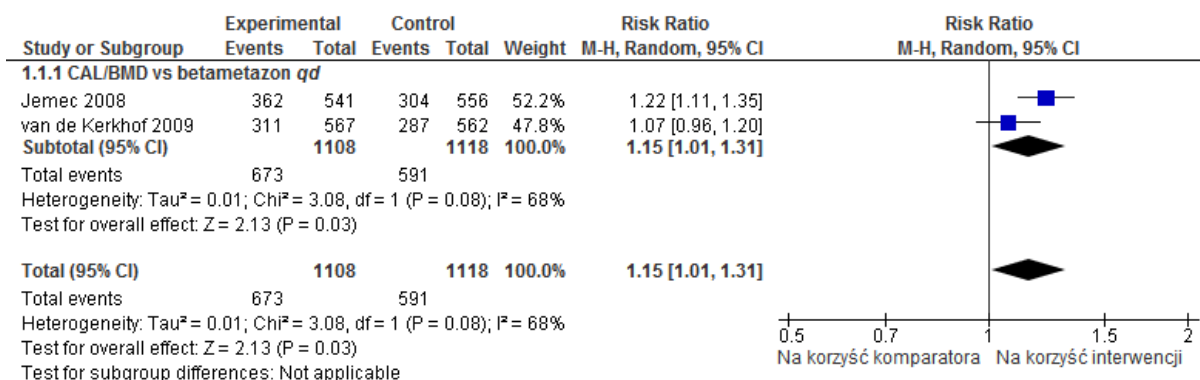 Experimental Control Risk Ratio Risk Ratio
Study or Subgroup Events Total Events Total Weight M-H, Random, 95% CI M-H, Random, 95% CI
1.1.1 CAL/BMD vs betametazon qd
Jemec 2008 362 541 304 556 52.2% 1.22 [1.11, 1.35]
van de Kerkhof 2009 311 567 287 562 47.8% 1.07 [0.96, 1.20]
Subtotal (95% CI) 1108 1118 100.0% 1.15 [1.01, 1.31]
Total events 673 591
Heterogeneity: Tau² = 0.01; Chi² = 3.08, df = 1 (P = 0.08); I² = 68%
Test for overall effect: Z = 2.13 (P = 0.03)
Total (95% CI) 1108 1118 100.0% 1.15 [1.01, 1.31]
Total events 673 591
Heterogeneity: Tau² = 0.01; Chi² = 3.08, df = 1 (P = 0.08); I² = 68%
Test for overall effect: Z = 2.13 (P = 0.03)
Test for subgroup differences: Not applicable
0.5 0.7 1 1.5 2
Na korzyść komparatora Na korzyść interwencji